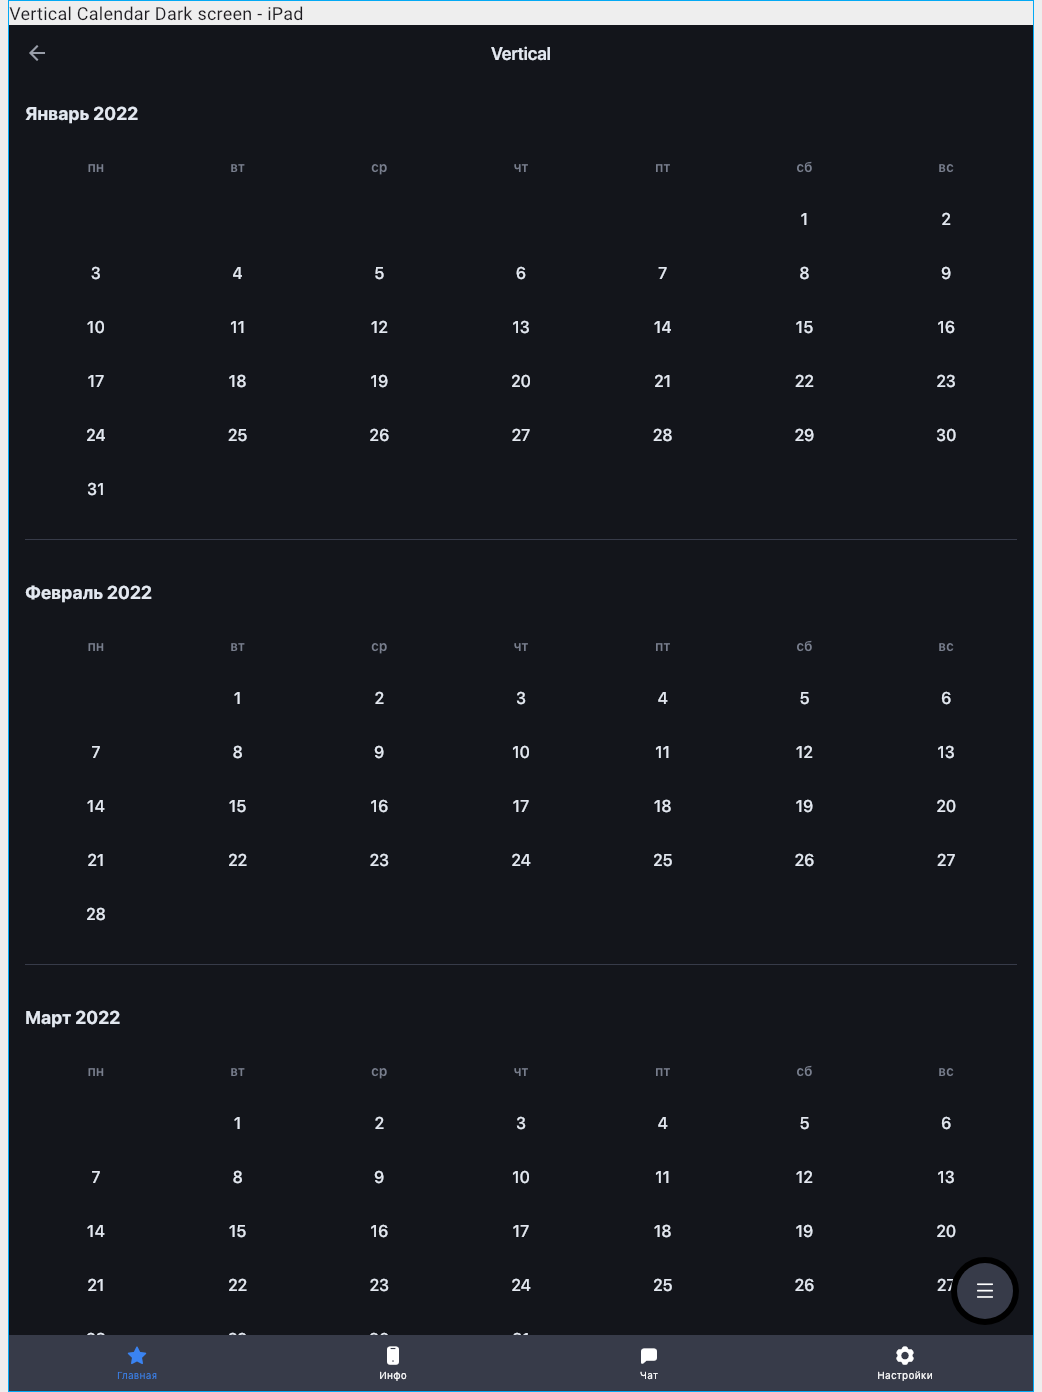 Vertical Calendar Dark screen - iPad
Vertical
Январь 2022
пн вт ср чт пт сб вс
1 2
3 4 5 6 7 8 9
10 11 12 13 14 15 16
17 18 19 20 21 22 23
24 25 26 27 28 29 30
31
Февраль 2022
пн вт ср чт пт сб вс
1 2 3 4 5 6
7 8 9 10 11 12 13
14 15 16 17 18 19 20
21 22 23 24 25 26 27
28
Март 2022
пн вт ср чт пт сб вс
1 2 3 4 5 6
7 8 9 10 11 12 13
14 15 16 17 18 19 20
21 22 23 24 25 26 27
Главная Инфо Чат Настройки